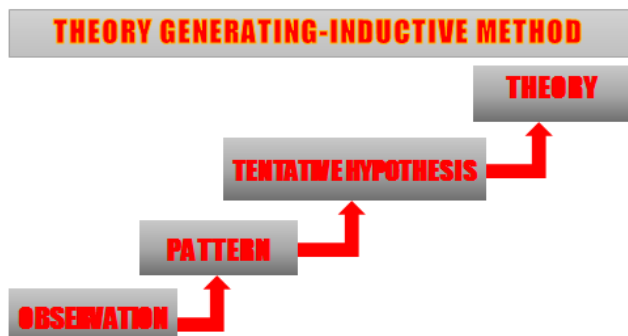 THEORY GENERATING-INDUCTIVE METHOD
THEORY
TENTATIVE HYPOTHESIS
PATTERN
OBSERVATION